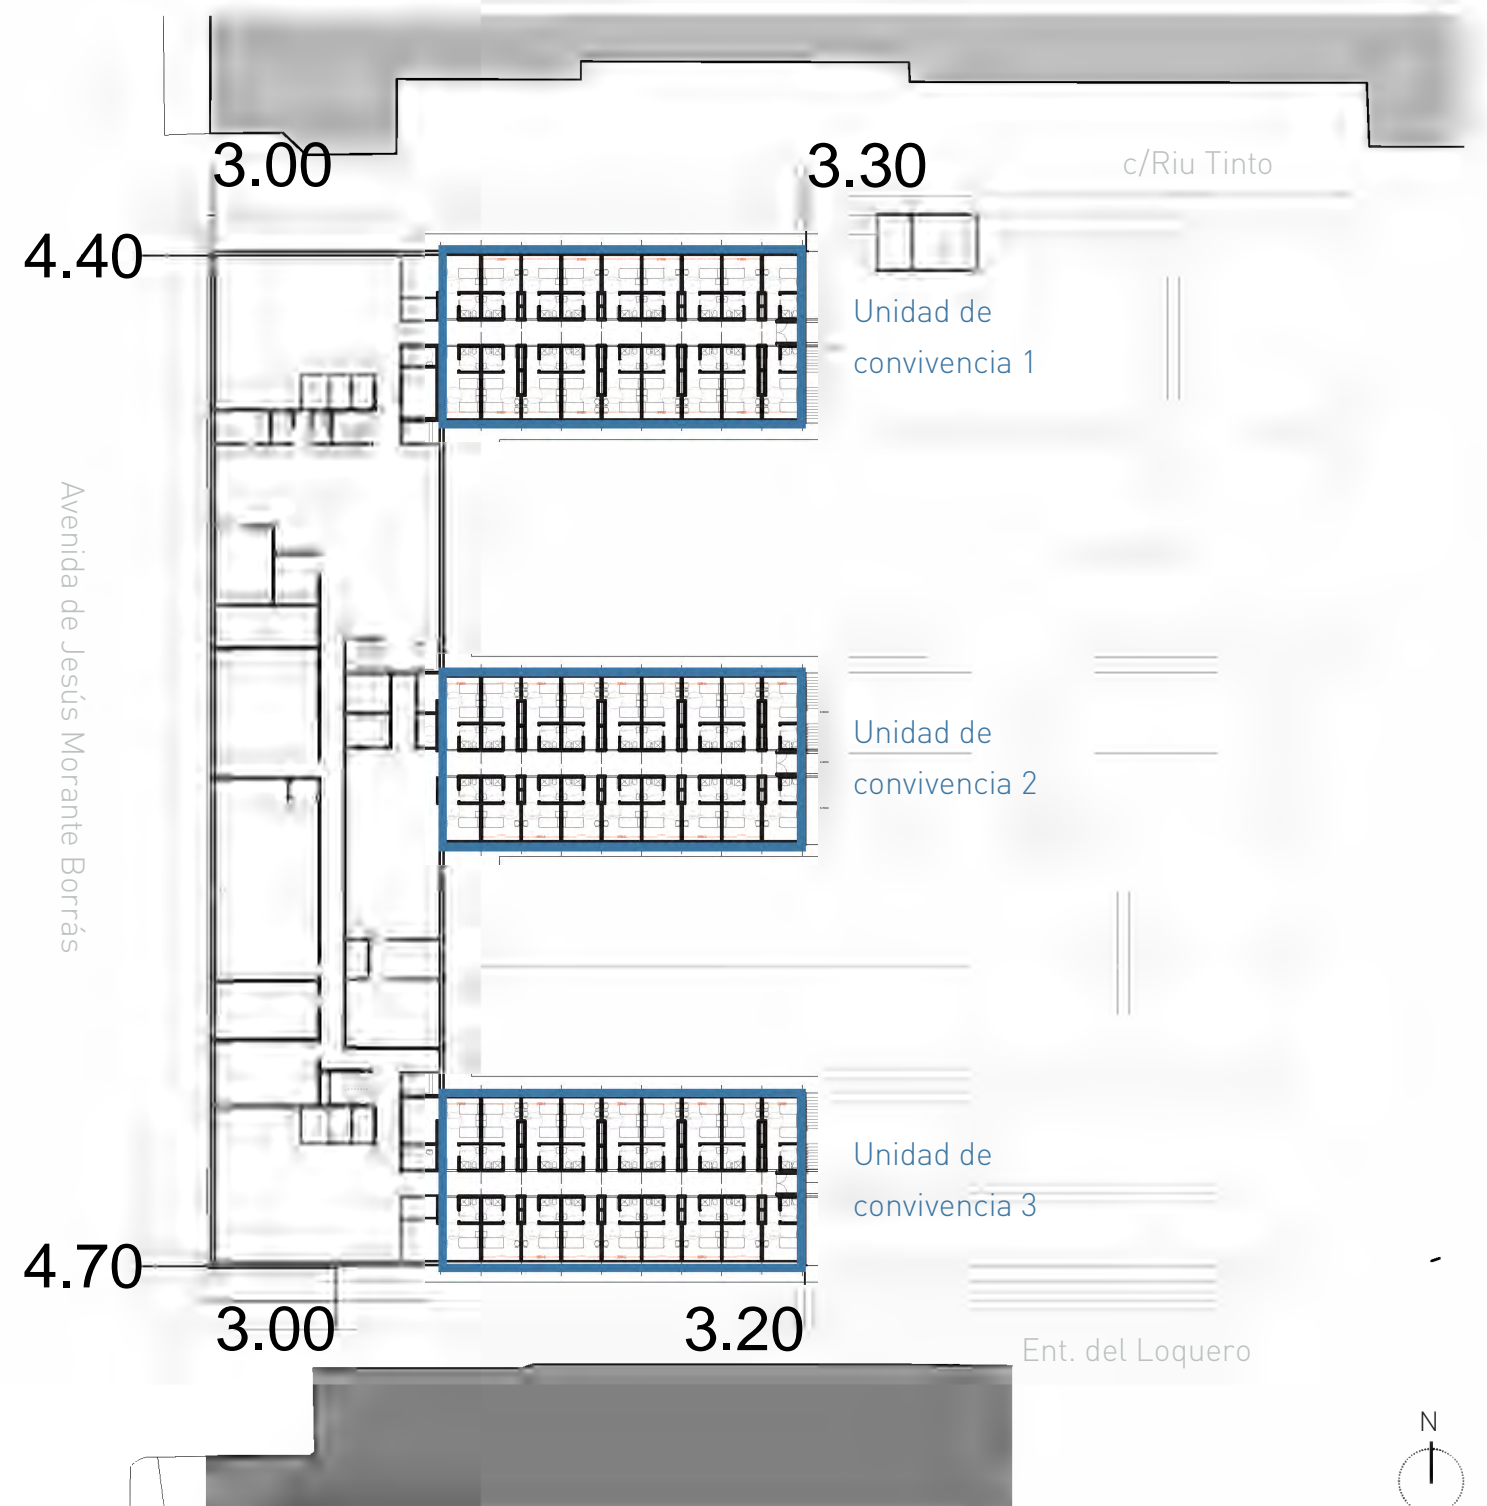 3.00
3.30
c/Riu Tinto
4.40
Unidad de
convivencia 1
Avenida de Jesús Morante Borrás
Unidad de
convivencia 2
Unidad de
convivencia 3
4.70
3.00
3.20
Ent. del Loquero
N